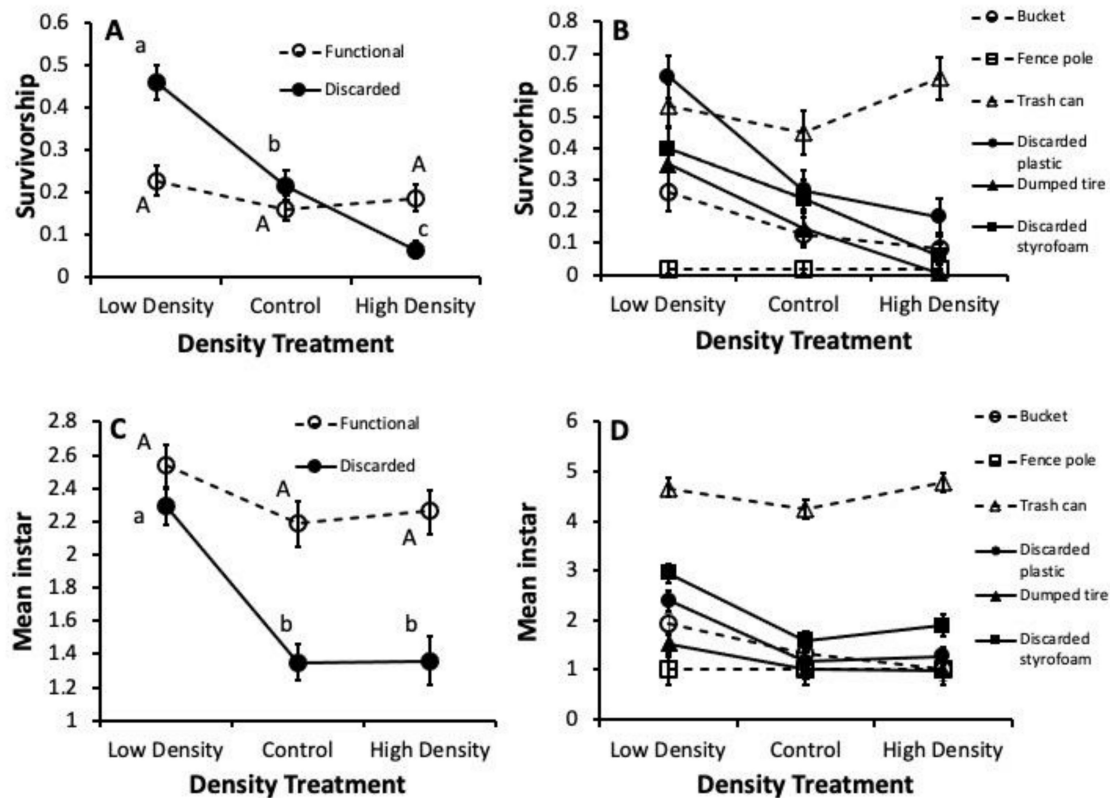 A
Survivorship
0.6
0.5
0.4
0.3
0.2
0.1
0
a
b
c
A
A
A
Functional
Discarded
Low Density Control High Density
Density Treatment
B
Survivorhip
0.8
0.7
0.6
0.5
0.4
0.3
0.2
0.1
0
Low Density Control High Density
Density Treatment
Bucket
Fence pole
Trash can
Discarded
plastic
Dumped tire
Discarded
styrofoam
C
Mean instar
2.8
2.6
2.4
2.2
2
1.8
1.6
1.4
1.2
1
A
A
A
a
b
b
Functional
Discarded
Low Density Control High Density
Density Treatment
D
Mean instar
6
5
4
3
2
1
0
Low Density Control High Density
Density Treatment
Bucket
Fence pole
Trash can
Discarded
plastic
Dumped tire
Discarded
styrofoam